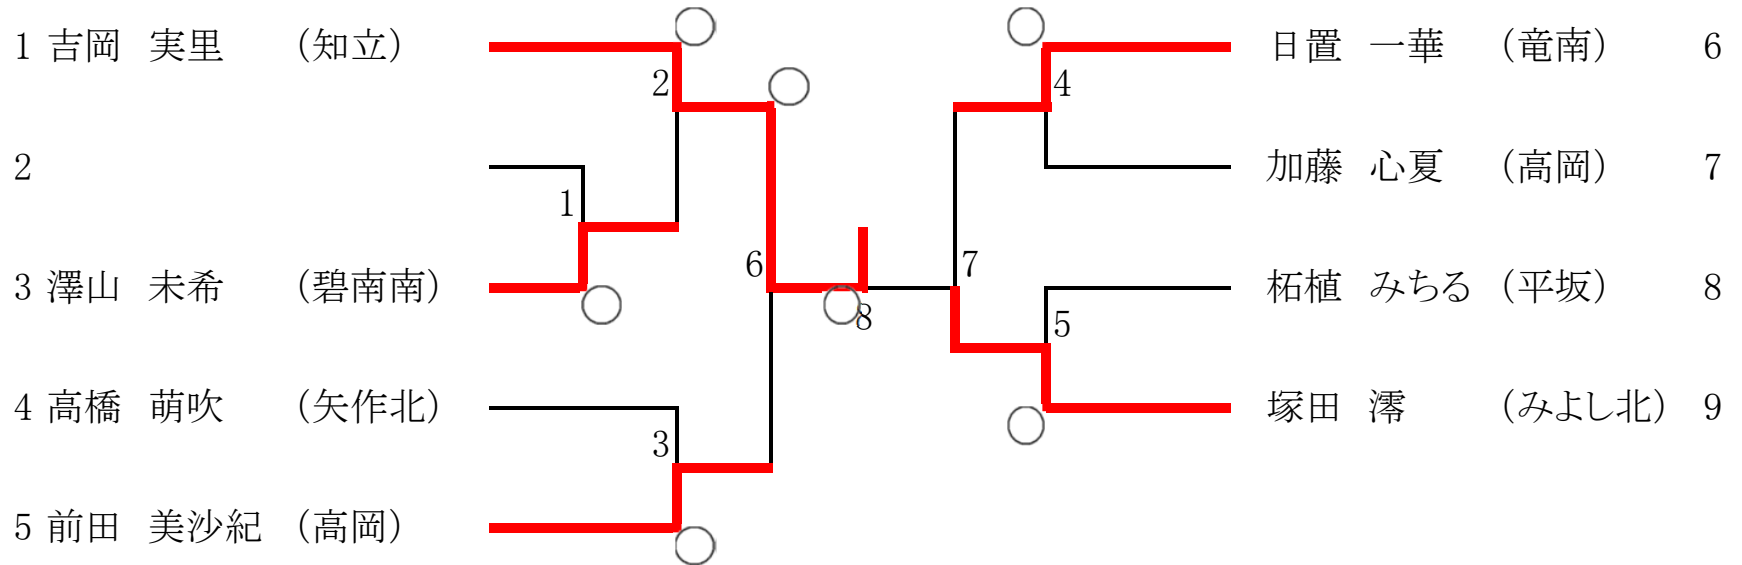 1 吉岡 実里 (知立)
2
3 澤山 未希 (碧南南)
4 高橋 萌吹 (矢作北)
5 前田 美沙紀 (高岡)
2
1
6
3
8
4
7
5
日置 一華 (竜南) 6
加藤 心夏 (高岡) 7
柘植 みちる (平坂) 8
塚田 澪 (みよし北) 9